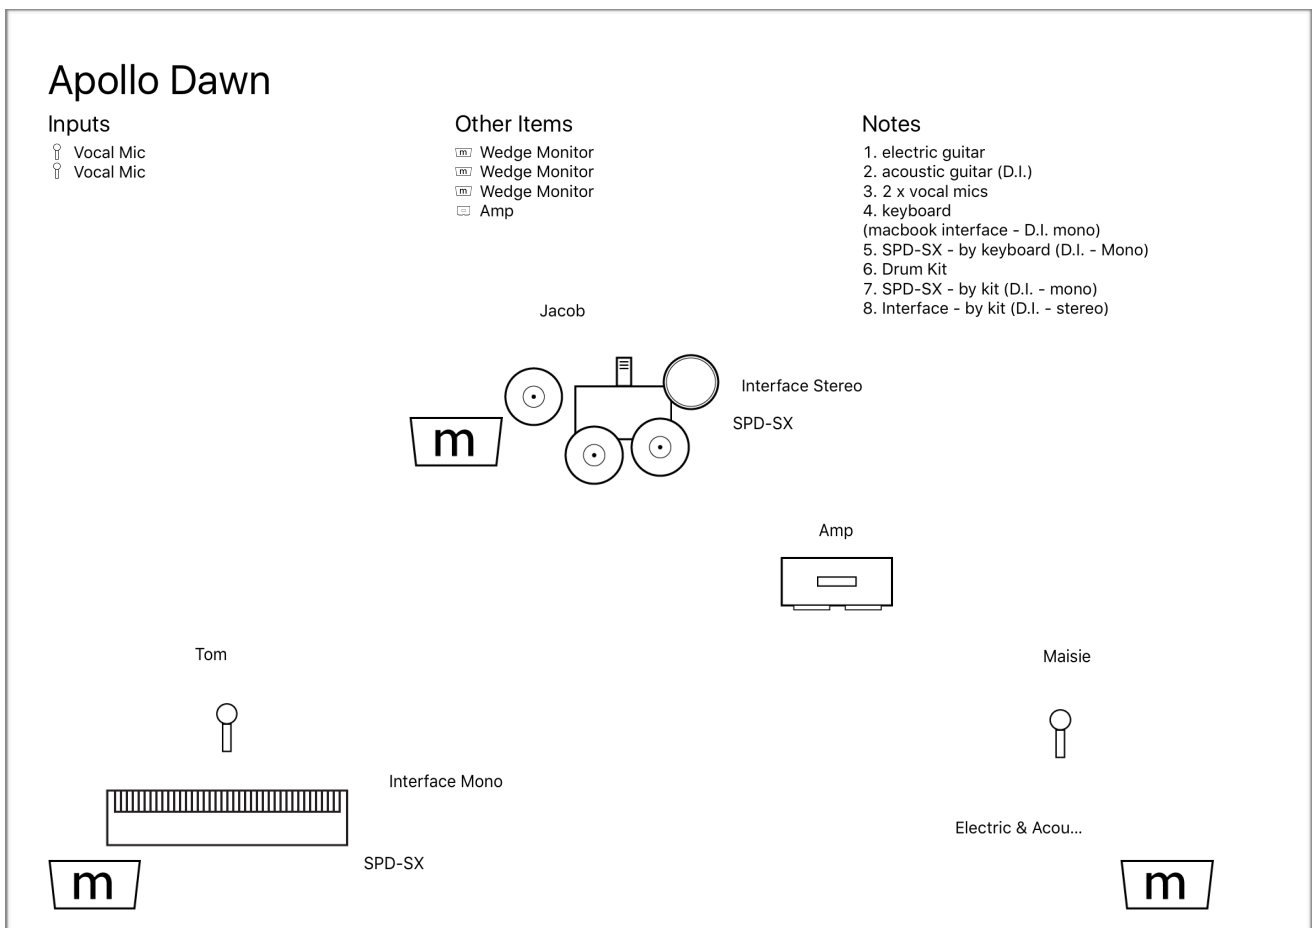 Apollo Dawn
Inputs
Vocal Mic
Vocal Mic
Other Items
m Wedge Monitor
m Wedge Monitor
m Wedge Monitor
Amp
Notes
1. electric guitar
2. acoustic guitar (D.I.)
3. 2 x vocal mics
4. keyboard
(macbook interface - D.I. mono)
5. SPD-SX - by keyboard (D.I. - Mono)
6. Drum Kit
7. SPD-SX - by kit (D.I. - mono)
8. Interface - by kit (D.I. - stereo)
Jacob
Interface Stereo
SPD-SX
m
Amp
Tom
Maisie
Interface Mono
Electric & Acou...
SPD-SX
m
m